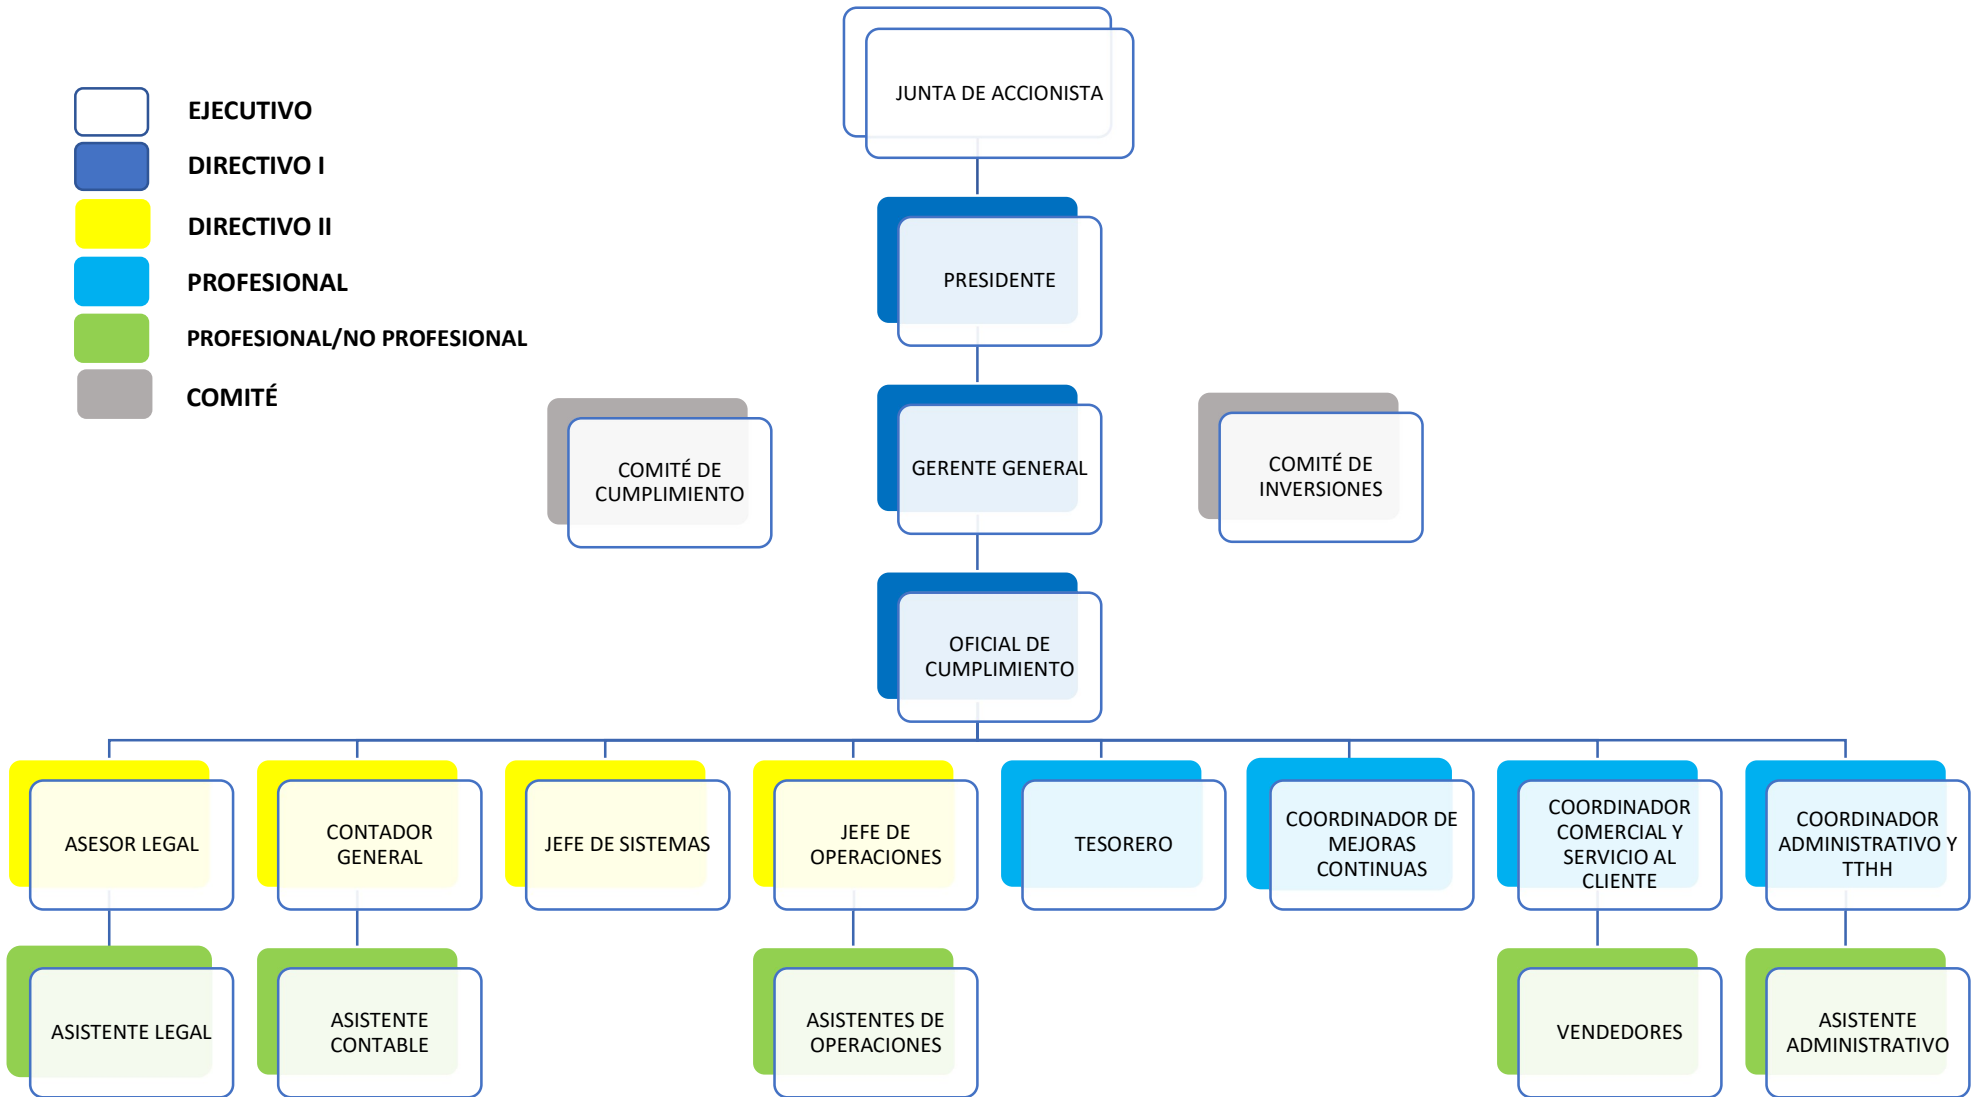 JUNTA DE ACCIONISTA
EJECUTIVO
DIRECTIVO I
DIRECTIVO II
PROFESIONAL
PROFESIONAL/NO PROFESIONAL
COMITÉ
PRESIDENTE
COMITÉ DE
CUMPLIMIENTO
GERENTE GENERAL
COMITÉ DE
INVERSIONES
OFICIAL DE
CUMPLIMIENTO
ASESOR LEGAL
CONTADOR
GENERAL
JEFE DE SISTEMAS
JEFE DE
OPERACIONES
TESORERO
COORDINADOR DE
MEJORAS
CONTINUAS
COORDINADOR
COMERCIAL Y
SERVICIO AL
CLIENTE
COORDINADOR
ADMINISTRATIVO Y
TTHH
ASISTENTE LEGAL
ASISTENTE
CONTABLE
ASISTENTES DE
OPERACIONES
VENDEDORES
ASISTENTE
ADMINISTRATIVO